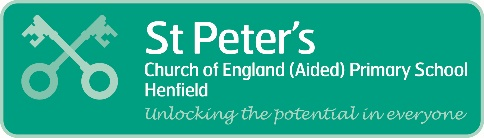 St Peter's
Church of England (Aided) Primary School
Henfield
Unlocking the potential in everyone